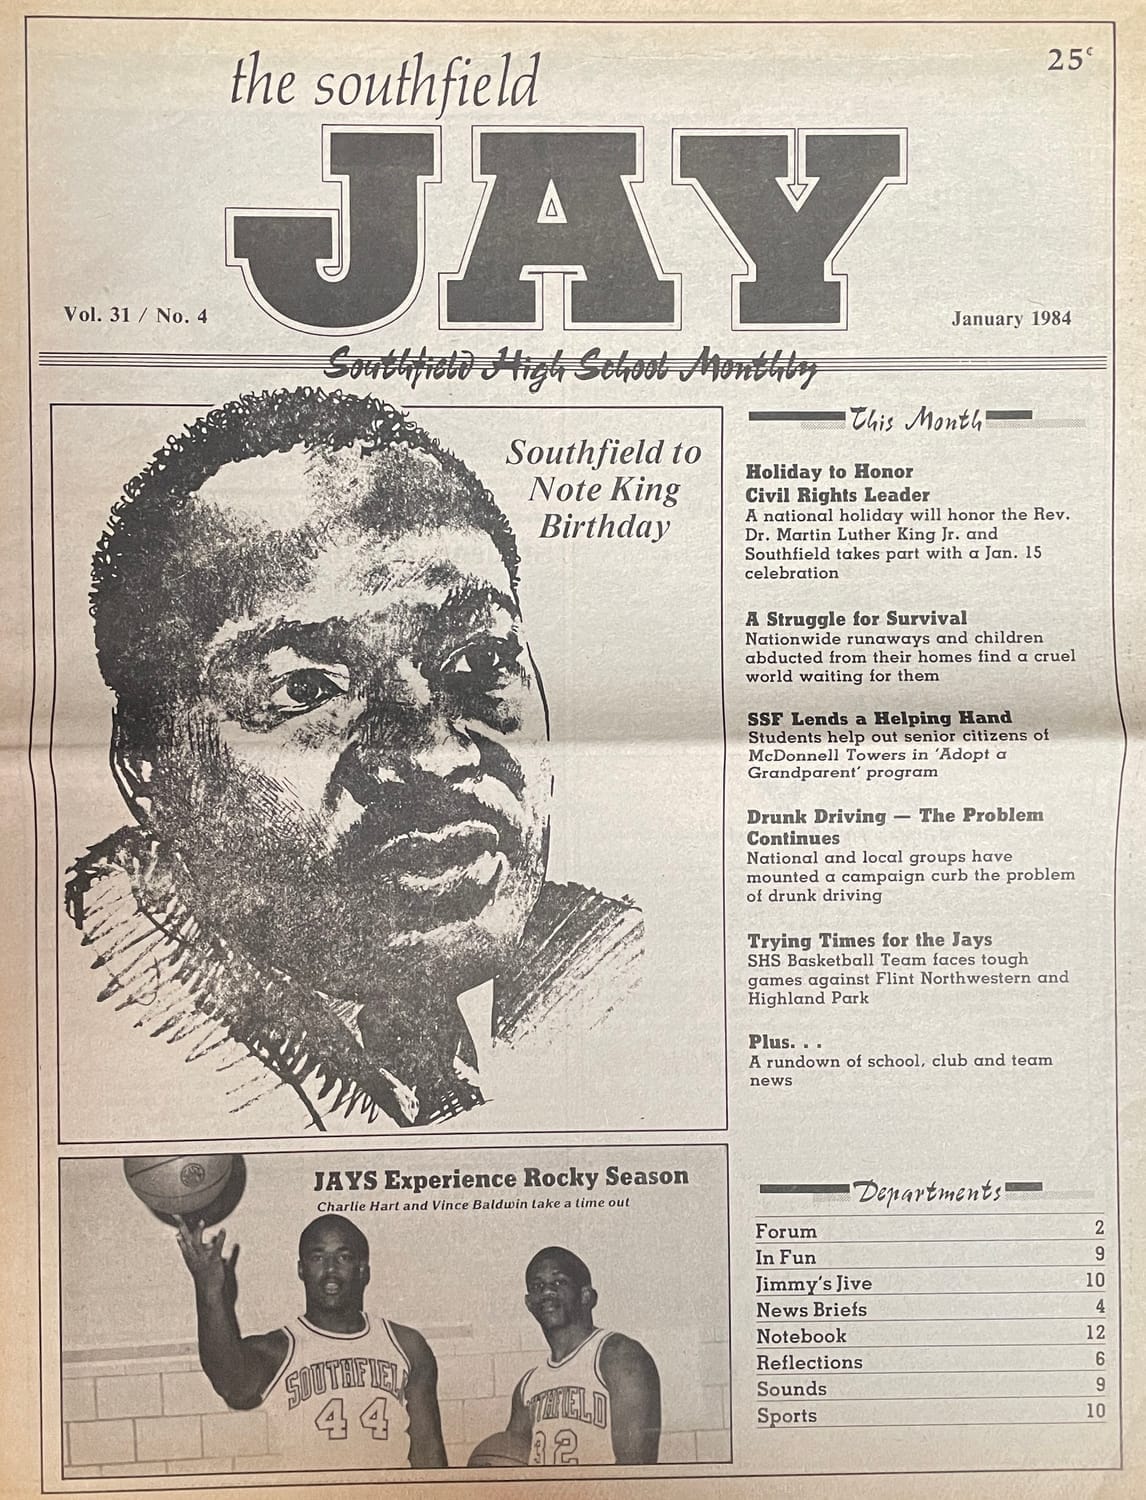 the southfield
25¢
JAY
Vol. 31 / No. 4
January 1984
Southfield High School Monthly
Southfield to
Note King
Birthday
This Month
Holiday to Honor
Civil Rights Leader
A national holiday will honor the Rev.
Dr. Martin Luther King Jr. and
Southfield takes part with a Jan. 15
celebration
A Struggle for Survival
Nationwide runaways and children
abducted from their homes find a cruel
world waiting for them
SSF Lends a Helping Hand
Students help out senior citizens of
McDonnell Towers in 'Adopt a
Grandparent' program
Drunk Driving — The Problem
Continues
National and local groups have
mounted a campaign curb the problem
of drunk driving
Trying Times for the Jays
SHS Basketball Team faces tough
games against Flint Northwestern and
Highland Park
Plus. . .
A rundown of school, club and team
news
JAYS Experience Rocky Season
Charlie Hart and Vince Baldwin take a time out
SOUTHFIEL
44
THFIELD
32
Departments
Forum 2
In Fun 9
Jimmy's Jive 10
News Briefs 4
Notebook 12
Reflections 6
Sounds 9
Sports 10